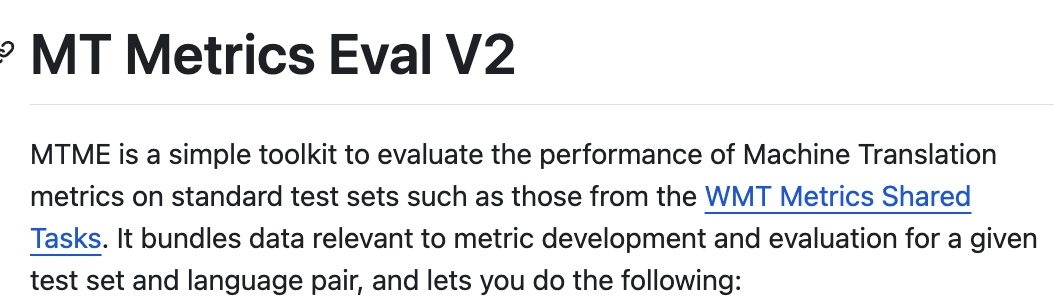 MT Metrics Eval V2
MTME is a simple toolkit to evaluate the performance of Machine Translation
metrics on standard test sets such as those from the WMT Metrics Shared
Tasks. It bundles data relevant to metric development and evaluation for a given
test set and language pair, and lets you do the following: